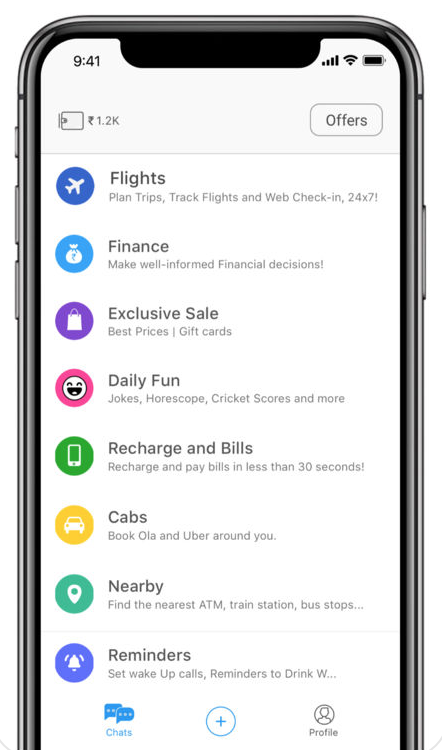 9:41
₹ 1.2K
Offers
Flights
Plan Trips, Track Flights and Web Check-in, 24x7!
Finance
Make well-informed Financial decisions!
Exclusive Sale
Best Prices | Gift cards
Daily Fun
Jokes, Horescope, Cricket Scores and more
Recharge and Bills
Recharge and pay bills in less than 30 seconds!
Cabs
Book Ola and Uber around you.
Nearby
Find the nearest ATM, train station, bus stops...
Reminders
Set wake Up calls, Reminders to Drink W...
Chats
Profile